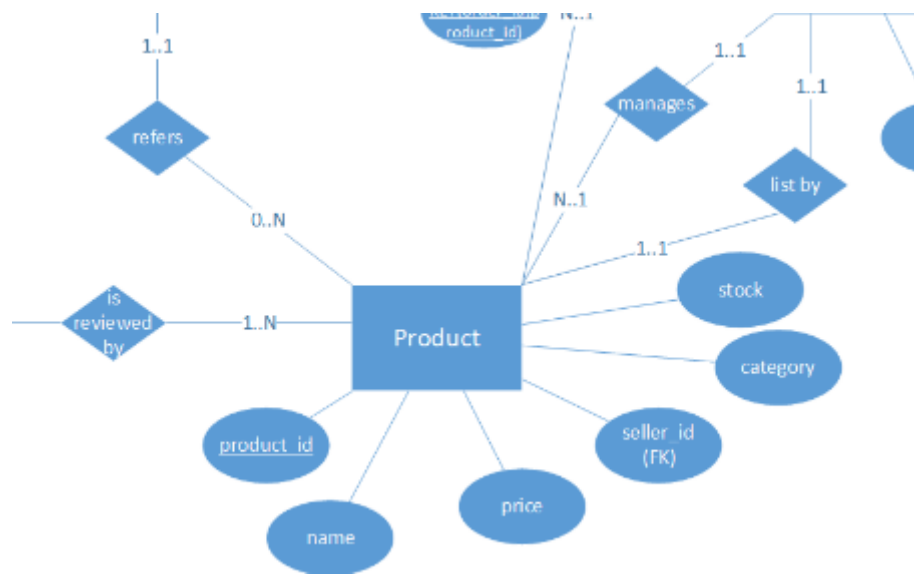 roduct_id)
N..1
1..1
1..1
manages
1..1
refers
list by
N..1
0..N
1..1
stock
is
reviewed
by
1..N
Product
category
seller_id
(FK)
product_id
price
name